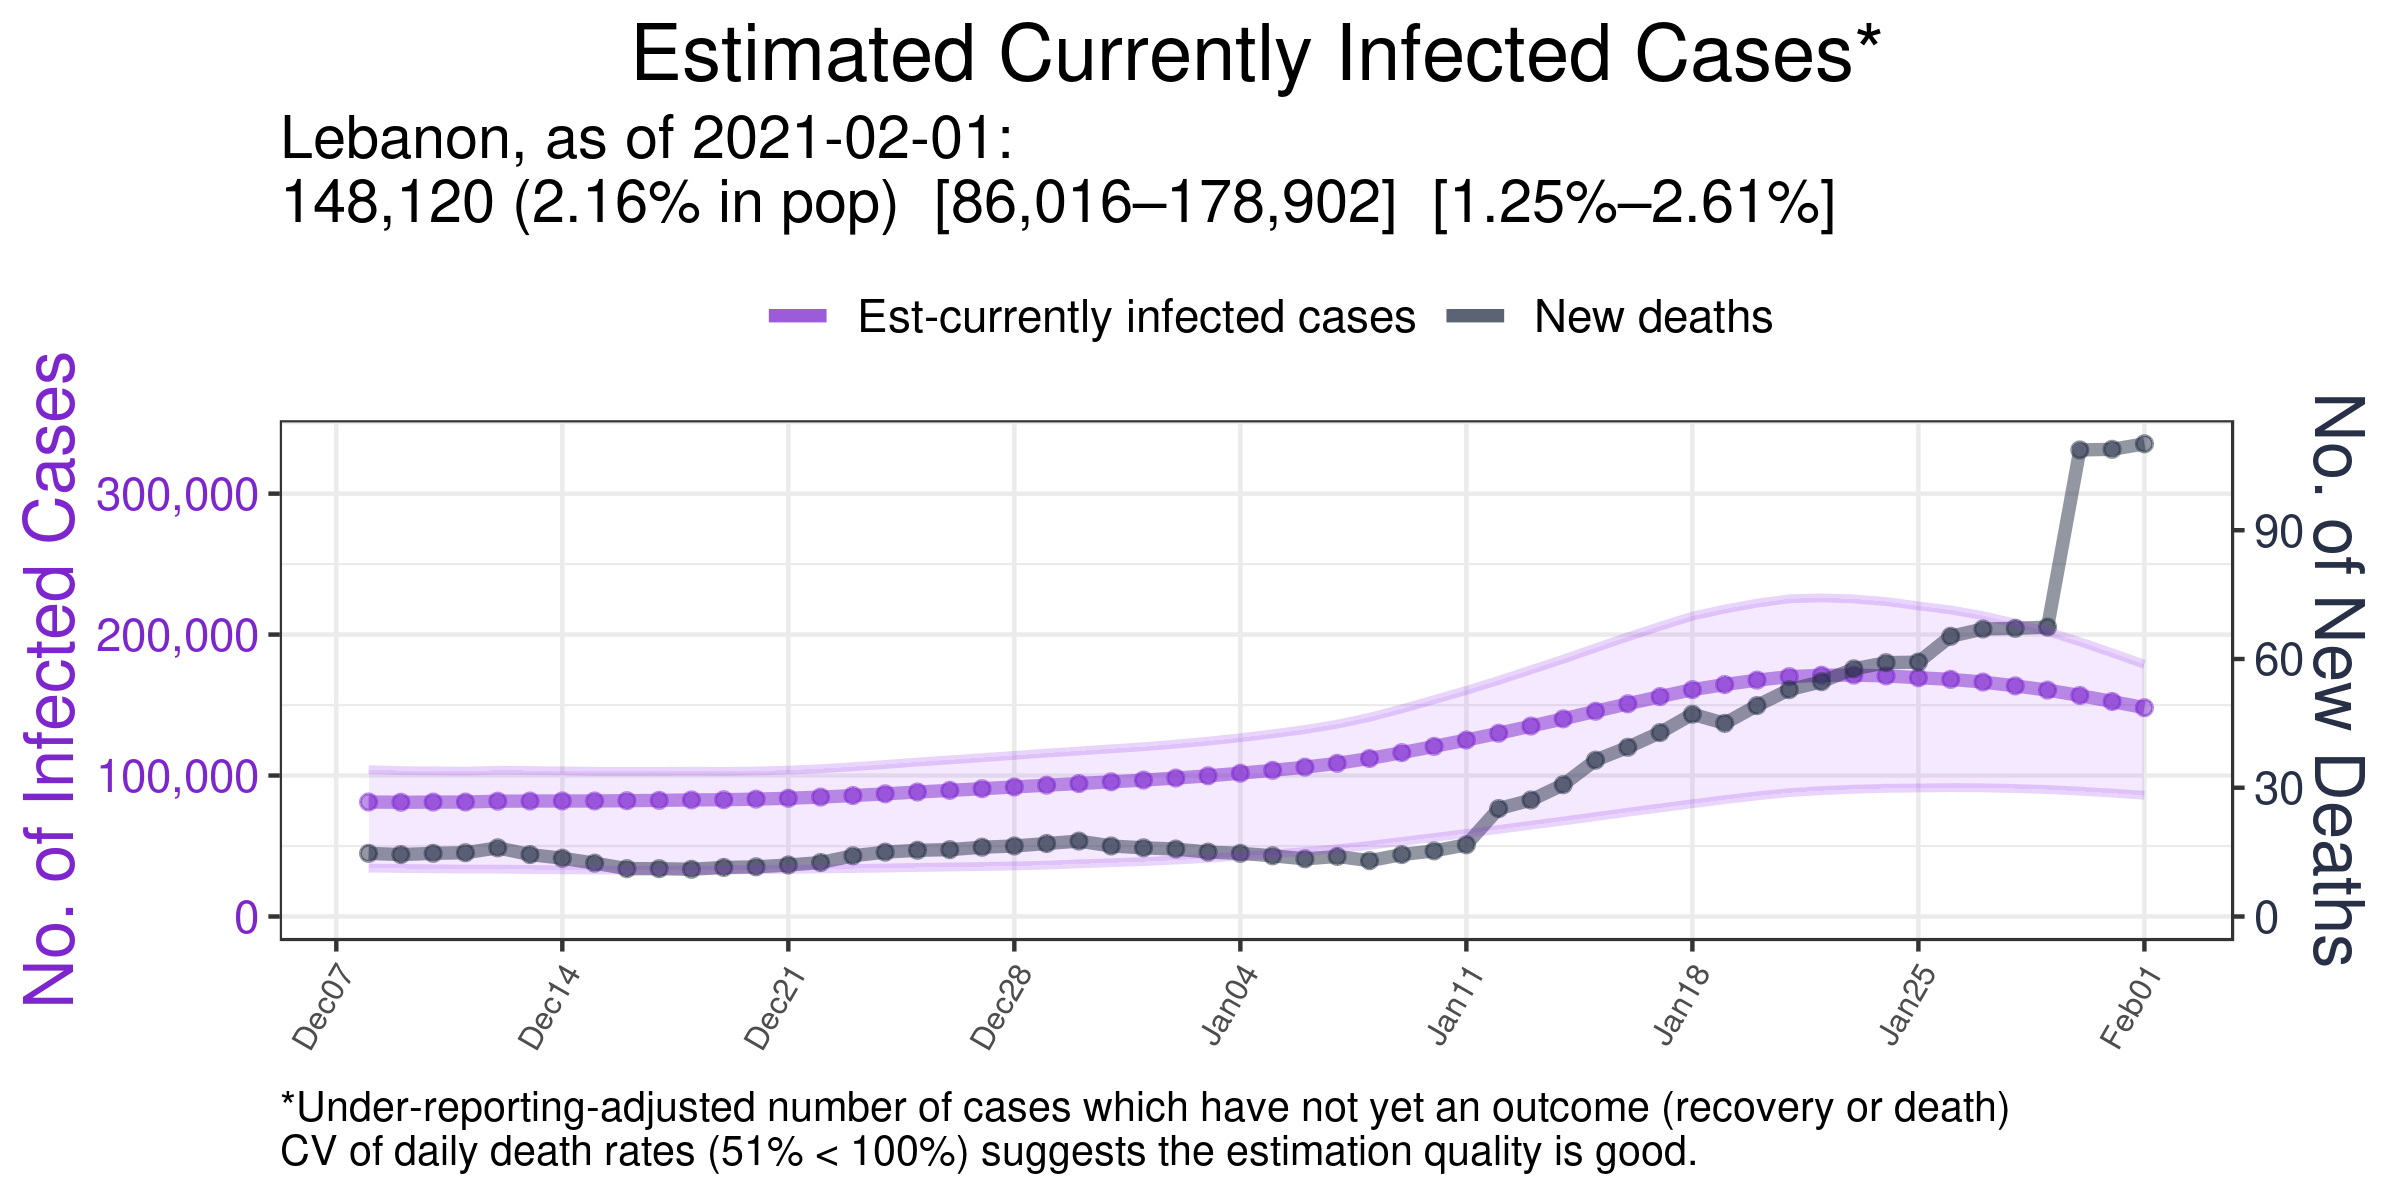 Estimated Currently Infected Cases*
Lebanon, as of 2021-02-01:
148,120 (2.16% in pop)  [86,016–178,902]  [1.25%–2.61%]
Est-currently infected cases
New deaths
No. of Infected Cases
300,000
200,000
100,000
0
90
60
30
0
No. of New Deaths
Dec07
Dec14
Dec21
Dec28
Jan04
Jan11
Jan18
Jan25
Feb01
*Under-reporting-adjusted number of cases which have not yet an outcome (recovery or death)
CV of daily death rates (51% < 100%) suggests the estimation quality is good.